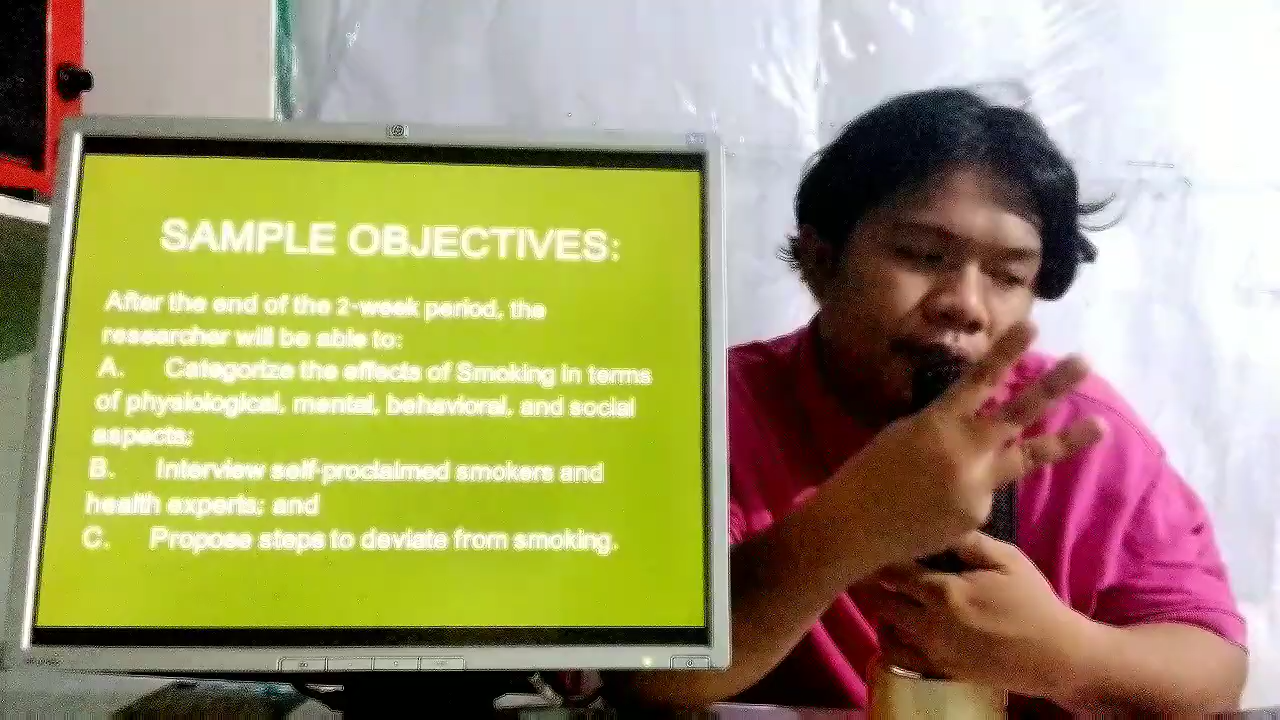 SAMPLE OBJECTIVES:
After the end of the 2-week period, the
researcher will be able to:
A. Categorize the effects of Smoking in terms
of physiological, mental, behavioral, and social
aspects;
B. Interview self-proclaimed smokers and
health experts; and
C. Propose steps to deviate from smoking.